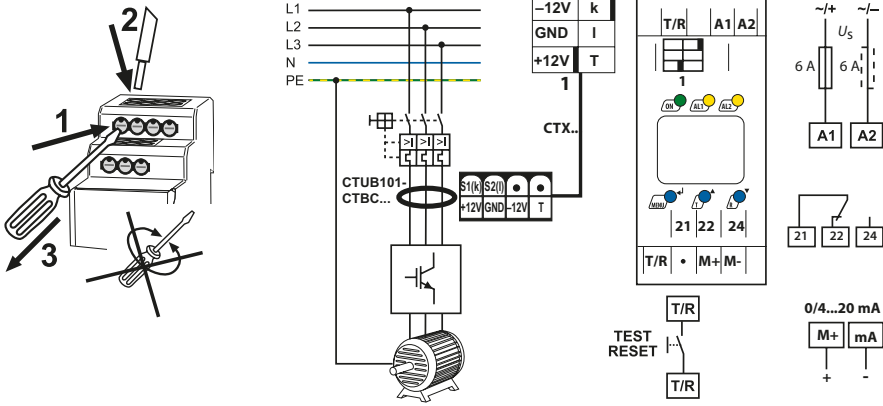 1
2
3
L1
L2
L3
N
PE
>I >I >I
CTUB101-
CTBC...
S1(k) S2(l) • •
+12V GND –12V T
–12V k
GND l
+12V T
1
CTX..
T/R A1 A2
1
ON AL1 AL2
MENU T R
21 22 24
T/R • M+ M-
TEST
RESET
T/R
T/R
~/+ ~/–
Us
6 A 6 A
A1 A2
21 22 24
0/4...20 mA
M+ mA
+ -